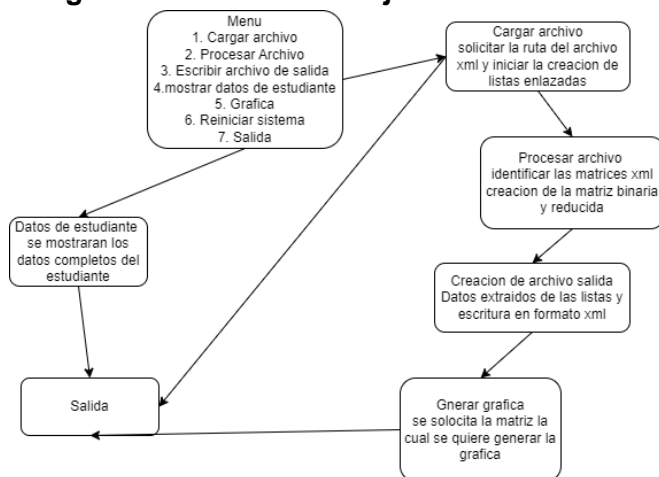 Menu
1. Cargar archivo
2. Procesar Archivo
3. Escribir archivo de salida
4.mostrar datos de estudiante
5. Grafica
6. Reiniciar sistema
7. Salida
Cargar archivo
solicitar la ruta del archivo
xml y iniciar la creacion de
listas enlazadas
Procesar archivo
identificar las matrices xml
creacion de la matriz binaria
y reducida
Datos de estudiante
se mostraran los
datos completos del
estudiante
Creacion de archivo salida
Datos extraidos de las listas y
escritura en formato xml
Salida
Gnerar grafica
se solocita la matriz la
cual se quiere generar la
grafica